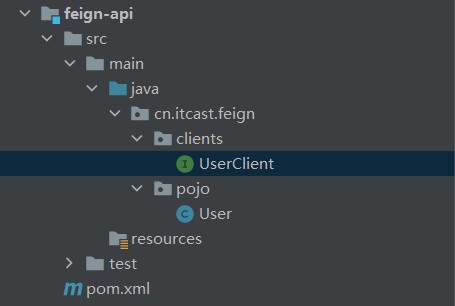 feign-api
src
main
java
cn.itcast.feign
clients
I UserClient
pojo
C User
resources
test
m pom.xml